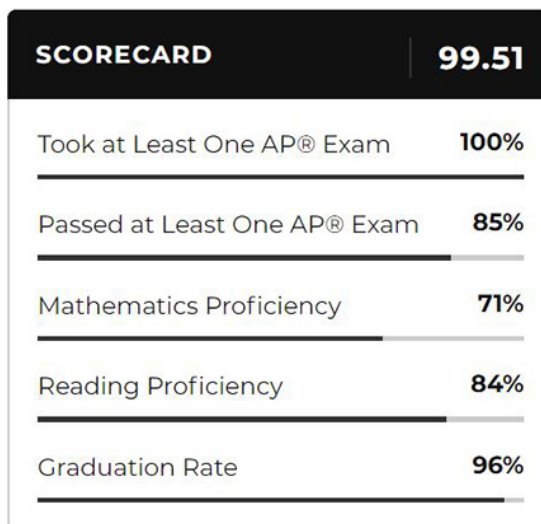 SCORECARD 99.51
Took at Least One AP® Exam 100%
Passed at Least One AP® Exam 85%
Mathematics Proficiency 71%
Reading Proficiency 84%
Graduation Rate 96%